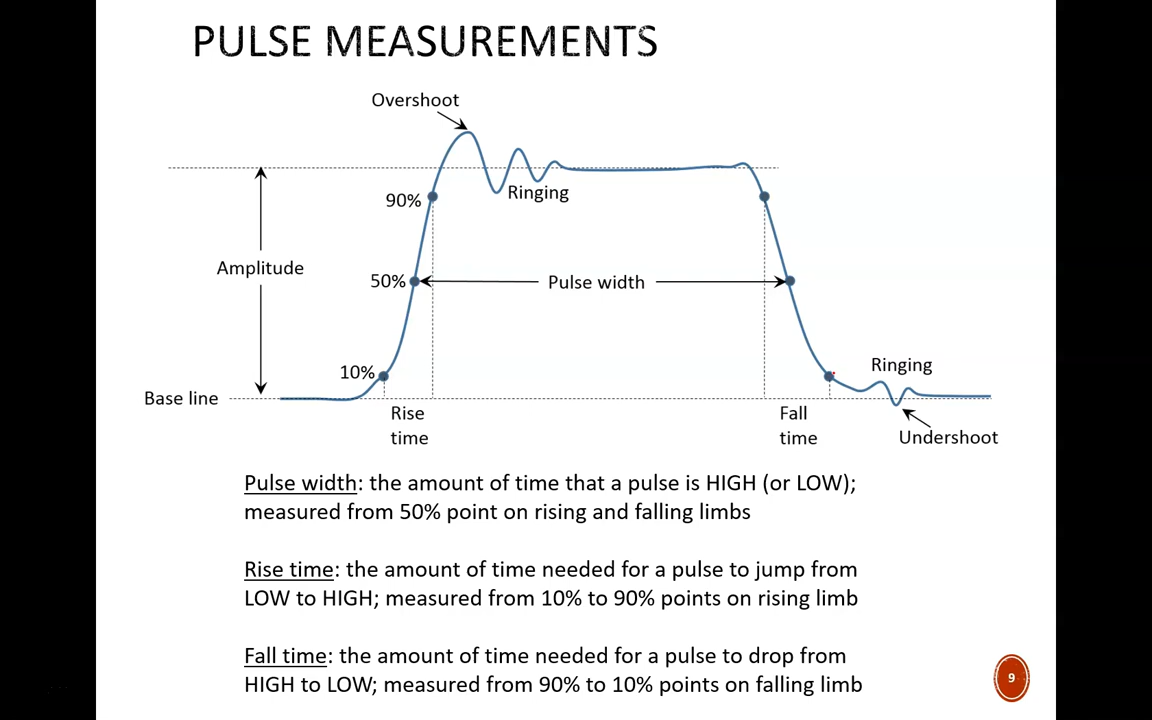 PULSE MEASUREMENTS
Overshoot
90%
Ringing
Amplitude
50%
Pulse width
10%
Ringing
Base line
Rise
time
Fall
time
Undershoot
Pulse width: the amount of time that a pulse is HIGH (or LOW);
measured from 50% point on rising and falling limbs
Rise time: the amount of time needed for a pulse to jump from
LOW to HIGH; measured from 10% to 90% points on rising limb
Fall time: the amount of time needed for a pulse to drop from
HIGH to LOW; measured from 90% to 10% points on falling limb
9